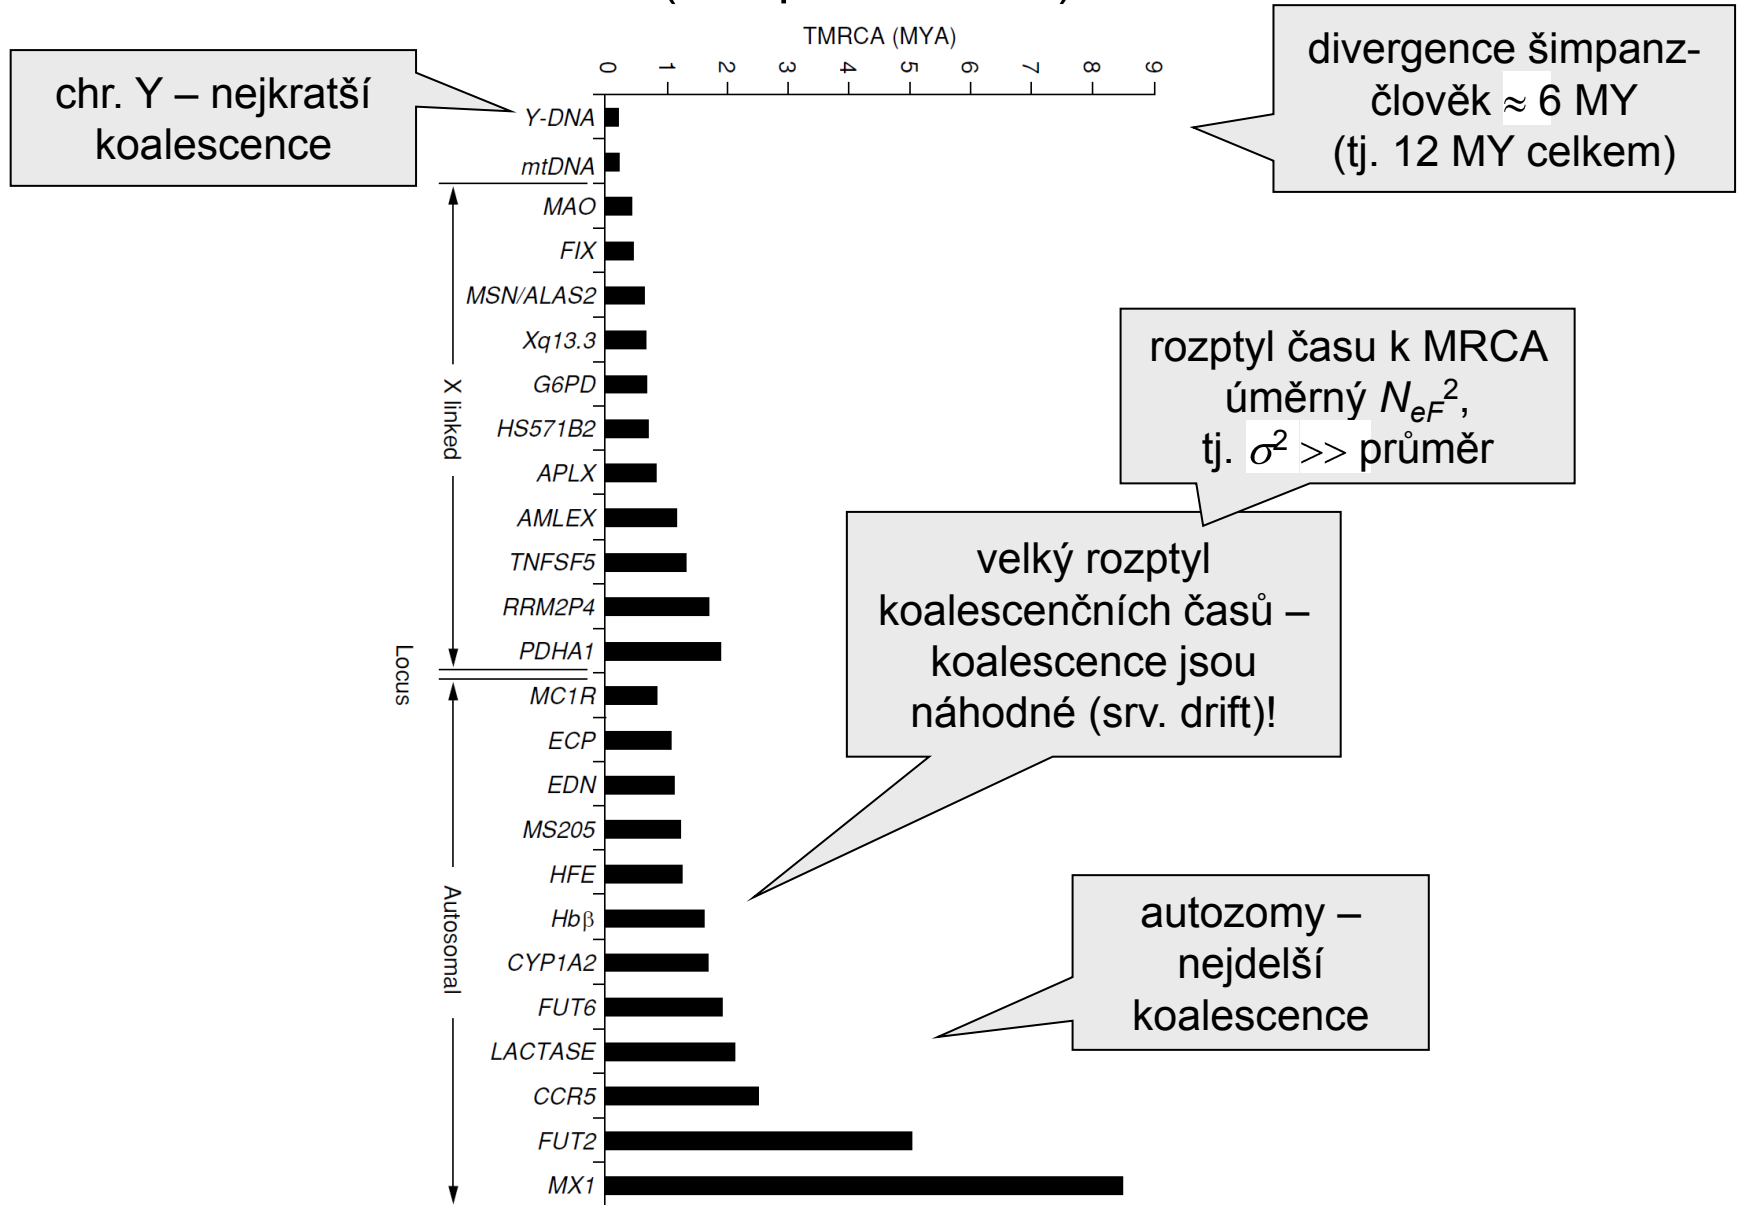 TMRCA (MYA)
0 1 2 3 4 5 6 7 8 9
chr. Y – nejkratší
koalescence
divergence šimpanz-
člověk ≈ 6 MY
(tj. 12 MY celkem)
Y-DNA
mtDNA
MAO
FIX
MSN/ALAS2
Xq13.3
G6PD
HS571B2
APLX
AMLEX
TNFSF5
RRM2P4
PDHA1
MC1R
ECP
EDN
MS205
HFE
Hbβ
CYP1A2
FUT6
LACTASE
CCR5
FUT2
MX1
X linked
Locus
Autosomal
rozptyl času k MRCA
úměrný NeF²,
tj. σ² >> průměr
velký rozptyl
koalescenčních časů –
koalescence jsou
náhodné (srv. drift)!
autozomy –
nejdelší
koalescence